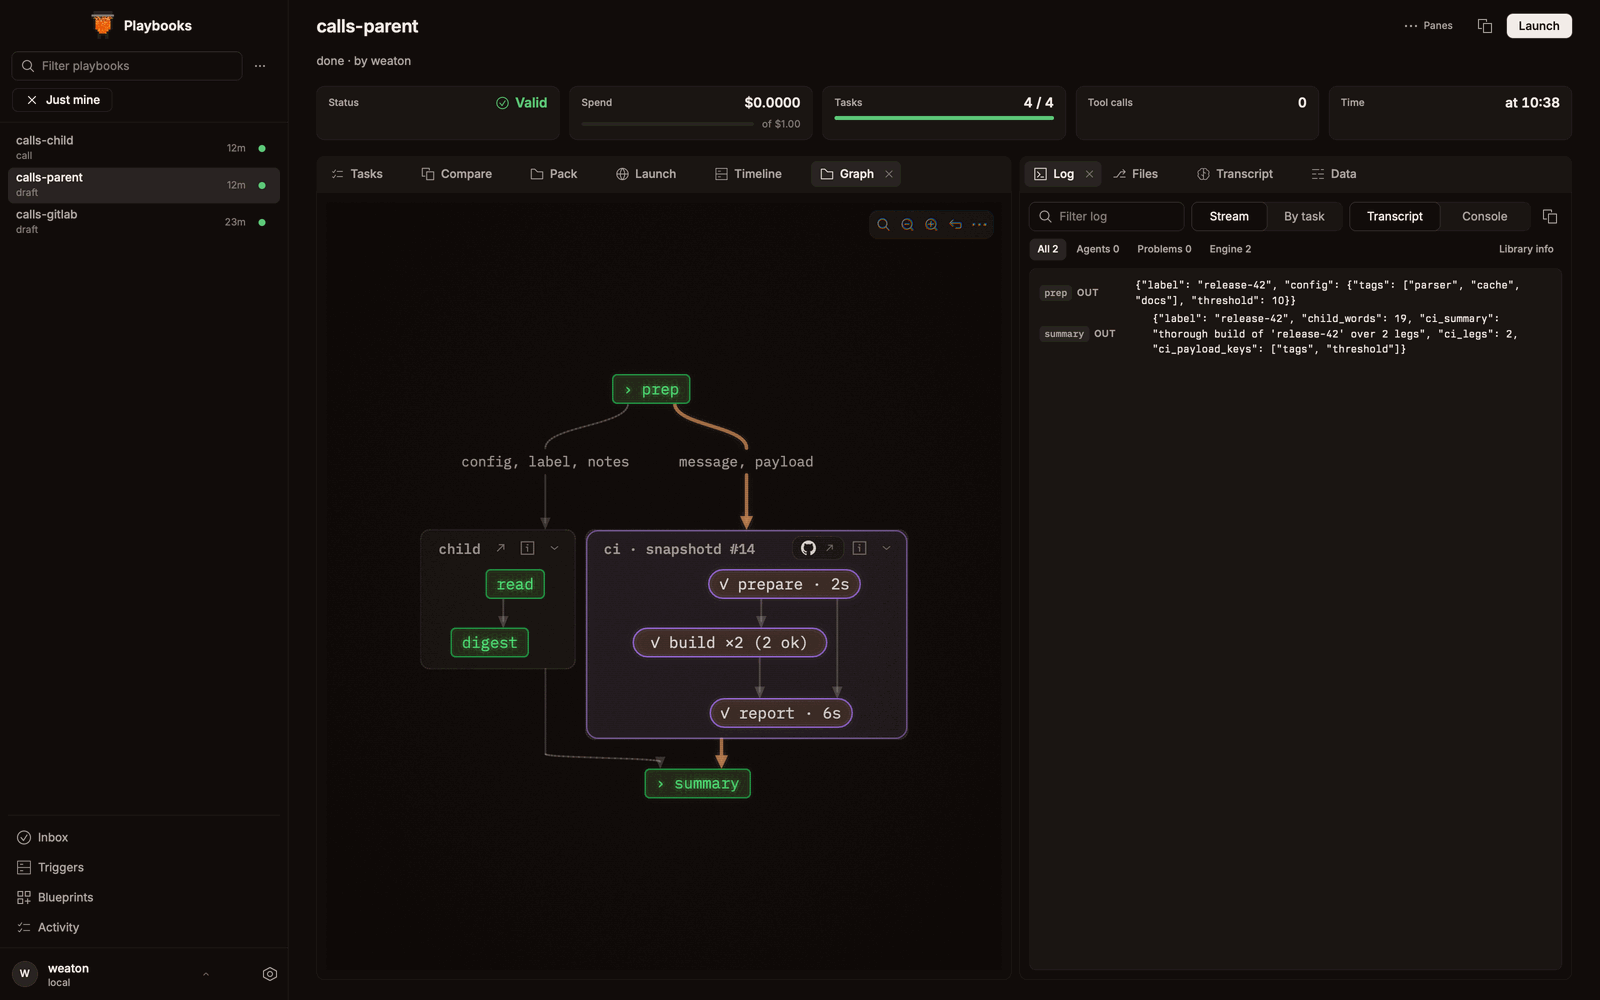 Playbooks
Filter playbooks
Just mine
calls-child
call
12m
calls-parent
draft
12m
calls-gitlab
draft
23m
Inbox
Triggers
Blueprints
Activity
W
weaton
local
calls-parent
done · by weaton
Panes
Launch
Status
Valid
Spend
$0.0000
of $1.00
Tasks
4 / 4
Tool calls
0
Time
at 10:38
Tasks
Compare
Pack
Launch
Timeline
Graph
prep
config, label, notes
message, payload
child
read
digest
ci · snapshotd #14
√ prepare · 2s
√ build ×2 (2 ok)
√ report · 6s
› summary
Log
Files
Transcript
Data
Filter log
Stream
By task
Transcript
Console
All 2
Agents 0
Problems 0
Engine 2
Library info
prep OUT
{"label": "release-42", "config": {"tags": ["parser", "cache",
"docs"], "threshold": 10}}
summary OUT
{"label": "release-42", "child_words": 19, "ci_summary":
"thorough build of 'release-42' over 2 legs", "ci_legs": 2,
"ci_payload_keys": ["tags", "threshold"]}